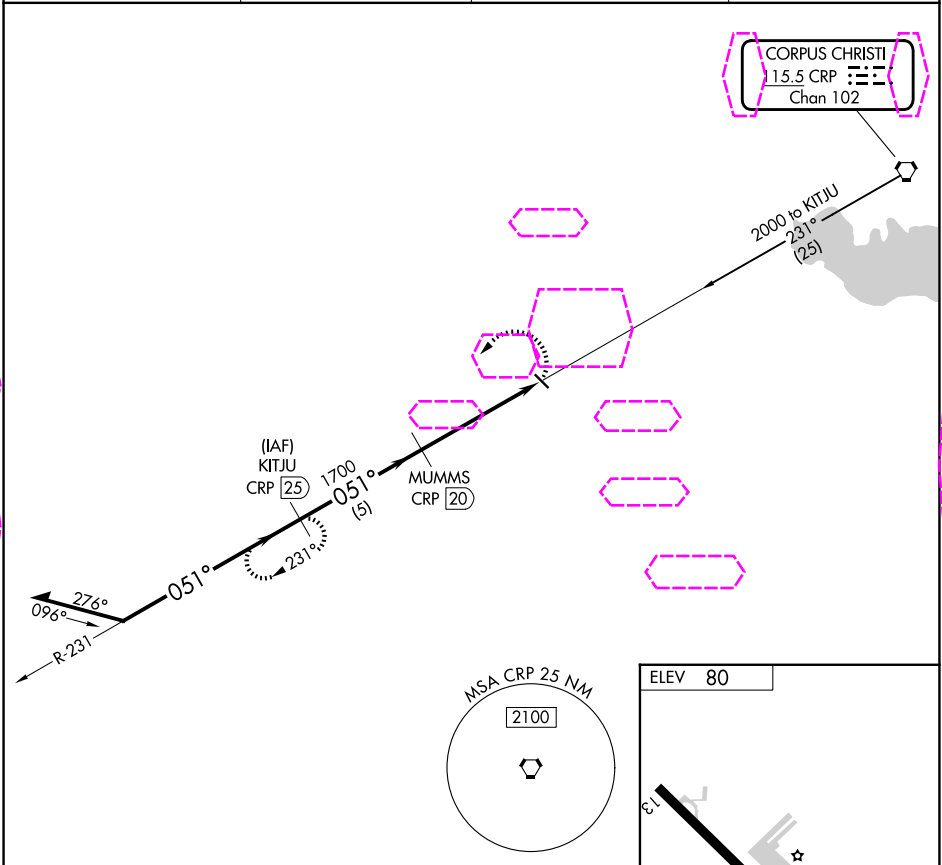 CORPUS CHRISTI
115.5 CRP
Chan 102
2000 to KITJU
231°
(25)
(IAF)
KITJU
CRP 25
1700
051°
(5)
MUMMS
CRP 20
231°
051°
276°
096°
R-231
MSA CRP 25 NM
2100
ELEV 80
13